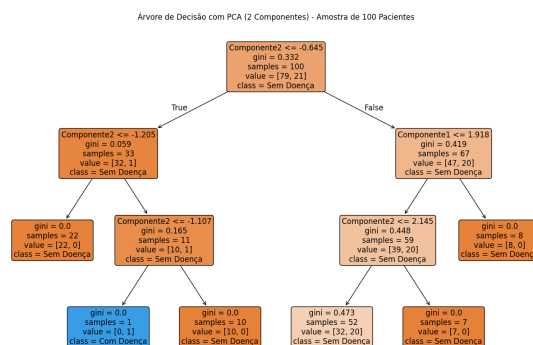 Árvore de Decisão com PCA (2 Componentes) - Amostra de 100 Pacientes
Componente2 <= -0.645
gini = 0.332
samples = 100
value = [79, 21]
class = Sem Doença
True
False
Componente2 <= -1.205
gini = 0.059
samples = 33
value = [32, 1]
class = Sem Doença
Componente1 <= 1.918
gini = 0.419
samples = 67
value = [47, 20]
class = Sem Doença
gini = 0.0
samples = 22
value = [22, 0]
class = Sem Doença
Componente2 <= -1.107
gini = 0.165
samples = 11
value = [10, 1]
class = Sem Doença
Componente2 <= 2.145
gini = 0.448
samples = 59
value = [39, 20]
class = Sem Doença
gini = 0.0
samples = 8
value = [8, 0]
class = Sem Doença
gini = 0.0
samples = 1
value = [0, 1]
class = Com Doença
gini = 0.0
samples = 10
value = [10, 0]
class = Sem Doença
gini = 0.473
samples = 52
value = [32, 20]
class = Sem Doença
gini = 0.0
samples = 7
value = [7, 0]
class = Sem Doença